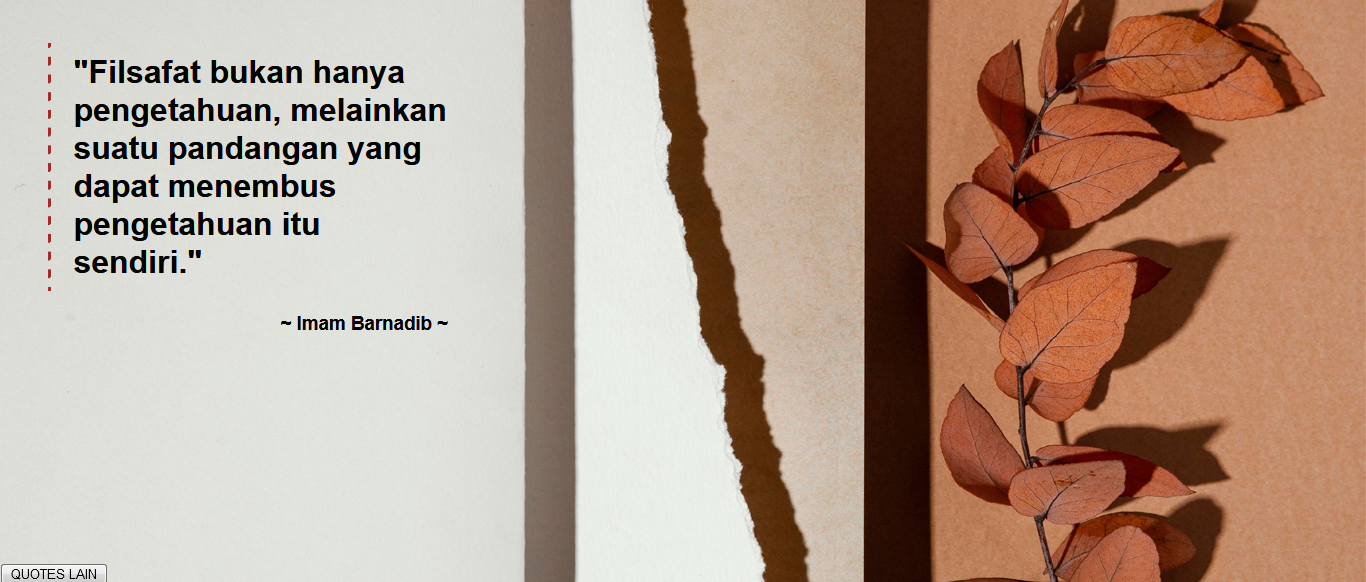 "Filsafat bukan hanya
pengetahuan, melainkan
suatu pandangan yang
dapat menembus
pengetahuan itu
sendiri."
~ Imam Barnadib ~
QUOTES LAIN